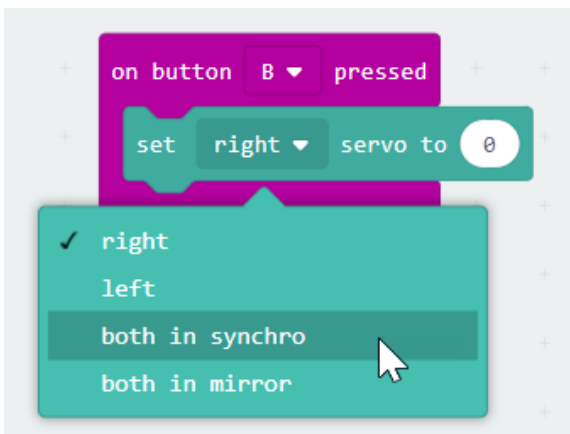 on button B pressed
set right servo to 0
✓ right
left
both in synchro
both in mirror